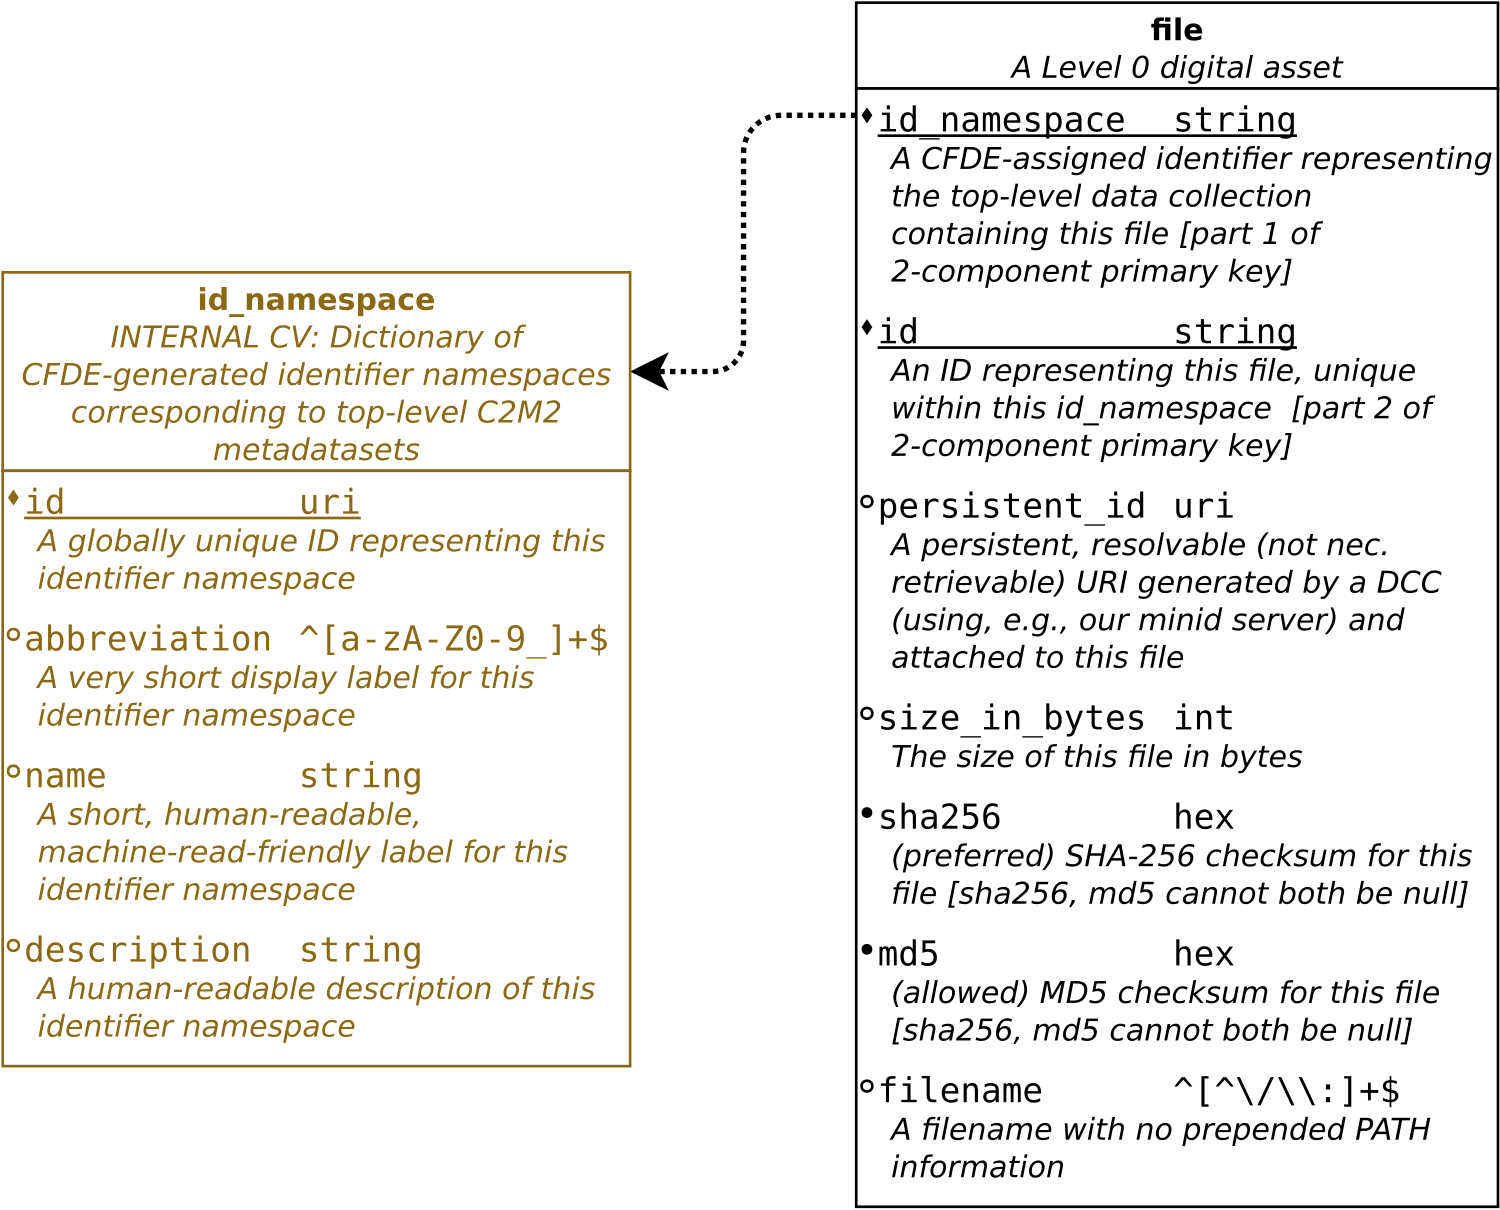 file
A Level 0 digital asset
id_namespace string
A CFDE-assigned identifier representing
the top-level data collection
containing this file [part 1 of
2-component primary key]
id string
An ID representing this file, unique
within this id_namespace [part 2 of
2-component primary key]
persistent_id uri
A persistent, resolvable (not nec.
retrievable) URI generated by a DCC
(using, e.g., our minid server) and
attached to this file
size_in_bytes int
The size of this file in bytes
sha256 hex
(preferred) SHA-256 checksum for this
file [sha256, md5 cannot both be null]
md5 hex
(allowed) MD5 checksum for this file
[sha256, md5 cannot both be null]
filename ^[^\/\\:]+$
A filename with no prepended PATH
information
id_namespace
INTERNAL CV: Dictionary of
CFDE-generated identifier namespaces
corresponding to top-level C2M2
metadatasets
id uri
A globally unique ID representing this
identifier namespace
abbreviation ^[a-zA-Z0-9_]+$
A very short display label for this
identifier namespace
name string
A short, human-readable,
machine-read-friendly label for this
identifier namespace
description string
A human-readable description of this
identifier namespace